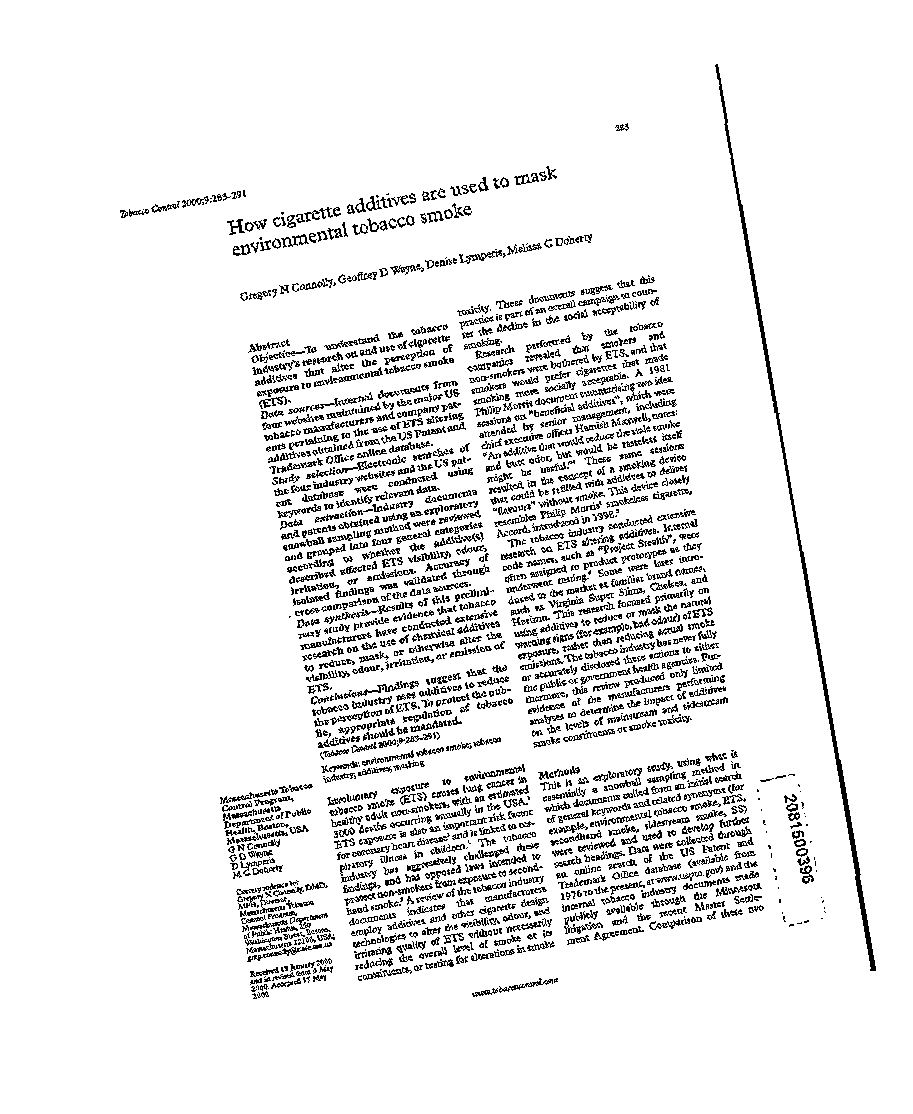 283
Tobacco Control 2000;9:283–291
How cigarette additives are used to mask
environmental tobacco smoke
Gregory N Connolly, Geoffrey D Wayne, Denise Lymperis, Melissa C Doherty
Abstract
Objective—To understand the tobacco
industry's research on and use of cigarette
additives that alter the perception of
exposure to environmental tobacco smoke
(ETS).
Data sources—Internal documents from
four websites maintained by the major US
tobacco manufacturers and company pat-
ents pertaining to the use of ETS altering
additives obtained from the US Patent and
Trademark Office online database.
Study selection—Electronic searches of
the four industry websites and the US pat-
ent database were conducted using
keywords to identify relevant data.
Data extraction—Industry documents
and patents obtained using an exploratory
snowball sampling method were reviewed
and grouped into four general categories
according to whether the additive(s)
described affected ETS visibility, odour,
irritation, or emissions. Accuracy of
isolated findings was validated through
cross comparison of the data sources.
Data synthesis—Results of this prelimi-
nary study provide evidence that tobacco
manufacturers have conducted extensive
research on the use of chemical additives
to reduce, mask, or otherwise alter the
visibility, odour, irritation, or emission of
ETS.
Conclusions—Findings suggest that the
tobacco industry uses additives to reduce
the perception of ETS. To protect the pub-
lic, appropriate regulation of tobacco
additives should be mandated.
(Tobacco Control 2000;9:283–291)
Keywords: environmental tobacco smoke; tobacco
industry; additives; masking
Involuntary exposure to environmental
tobacco smoke (ETS) causes lung cancer in
healthy adult non-smokers, with an estimated
3000 deaths occurring annually in the USA.
ETS exposure is also an important risk factor
for coronary heart disease and is linked to res-
piratory illness in children. The tobacco
industry has aggressively challenged these
findings, and has opposed laws intended to
protect non-smokers from exposure to second-
hand smoke. A review of the tobacco industry
documents indicates that manufacturers
employ additives and other cigarette design
technologies to alter the visibility, odour, and
irritating quality of ETS without necessarily
reducing the overall level of smoke or its
constituents, or testing for alterations in smoke
toxicity. These documents suggest that this
practice is part of an overall campaign to coun-
ter the decline in the social acceptability of
smoking.
Research performed by the tobacco
companies revealed that smokers and
non-smokers were bothered by ETS, and that
smokers would prefer cigarettes that made
smoking more socially acceptable. A 1981
Philip Morris document summarising two idea
sessions on "beneficial additives", which were
attended by senior management, including
chief executive officer Hamish Maxwell, notes:
"An additive that would reduce the stale smoke
and butt odor, but would be tasteless itself
might be useful." These same sessions
resulted in the concept of a smoking device
that could be refilled with additives to deliver
"flavours" without smoke. This device closely
resembles Philip Morris' smokeless cigarette,
Accord, introduced in 1998.
The tobacco industry conducted extensive
research on ETS altering additives. Internal
code names, such as "Project Stealth", were
often assigned to product prototypes as they
underwent testing. Some were later intro-
duced to the market as familiar brand names,
such as Virginia Super Slims, Chelsea, and
Horizon. This research focused primarily on
using additives to reduce or mask the natural
warning signs (for example, bad odour) of ETS
exposure, rather than reducing actual smoke
emissions. The tobacco industry has never fully
or accurately disclosed these actions to either
the public or government health agencies. Fur-
thermore, this review produced only limited
evidence of the manufacturers performing
analyses to determine the impact of additives
on the levels of mainstream and sidestream
smoke constituents or smoke toxicity.
Methods
This is an exploratory study, using what is
essentially a snowball sampling method in
which documents culled from an initial search
of general keywords and related synonyms (for
example, environmental tobacco smoke, ETS,
secondhand smoke, sidestream smoke, SS)
were reviewed and used to develop further
search headings. Data were collected through
an online search of the US Patent and
Trademark Office database (available from
1976 to the present, at www.uspto.gov) and the
internal tobacco industry documents made
publicly available through the Minnesota
litigation and the recent Master Settle-
ment Agreement. Comparison of these two
Massachusetts Tobacco
Control Program,
Massachusetts
Department of Public
Health, Boston,
Massachusetts, USA
G N Connolly
G D Wayne
D Lymperis
M C Doherty
Correspondence to:
Gregory N Connolly, DMD,
MPH, Director,
Massachusetts Tobacco
Control Program,
Massachusetts Department
of Public Health, 250
Washington Street, Boston,
Massachusetts USA;
Received 19 January 2000
and in revised form 9 May
2000. Accepted 17 May
2000
www.tobaccocontrol.com
2081500396